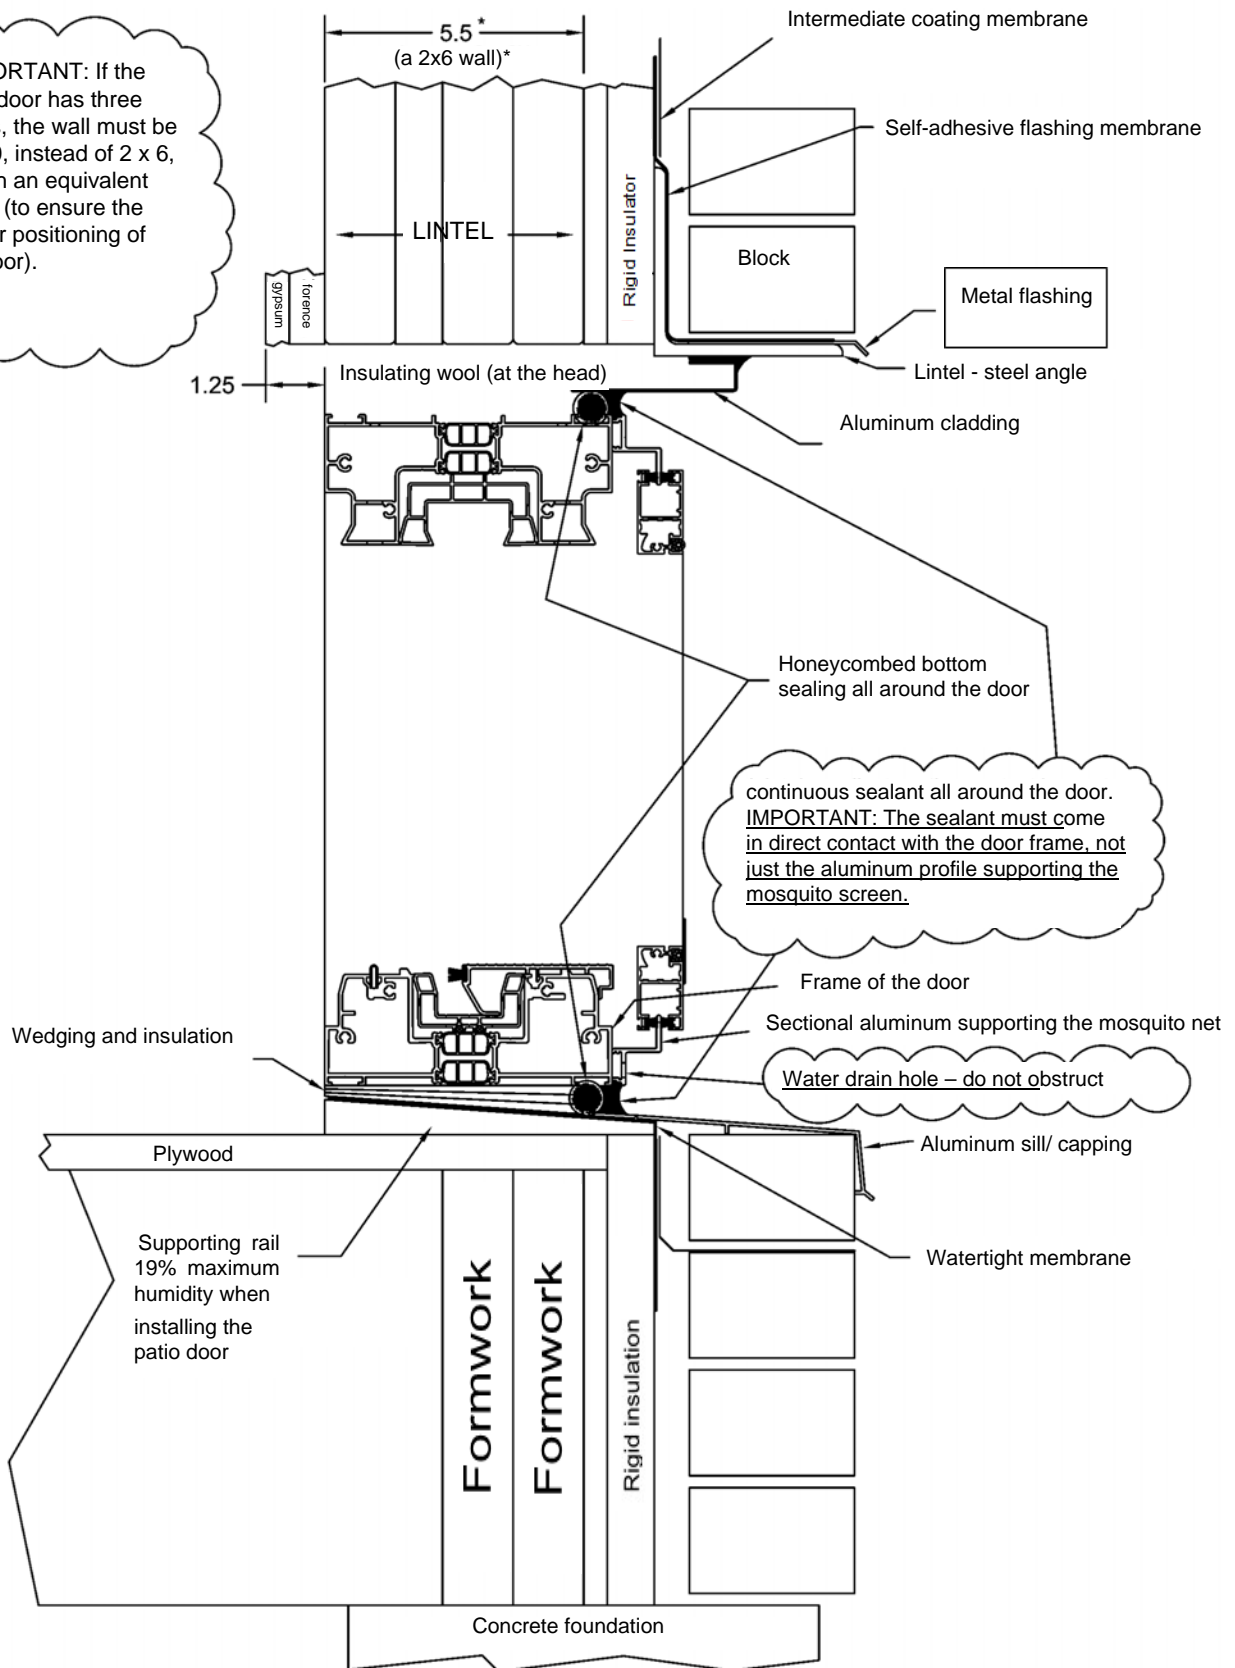 5.5 *
(a 2x6 wall)*
Intermediate coating membrane
ORTANT: If the
door has three
, the wall must be
, instead of 2 x 6,
an equivalent
(to ensure the
r positioning of
oor).
Self-adhesive flashing membrane
LINTEL
Rigid Insulator
Block
Metal flashing
gypsum
forence
1.25
Insulating wool (at the head)
Lintel - steel angle
Aluminum cladding
Honeycombed bottom
sealing all around the door
continuous sealant all around the door.
IMPORTANT: The sealant must come
in direct contact with the door frame, not
just the aluminum profile supporting the
mosquito screen.
Frame of the door
Sectional aluminum supporting the mosquito net
Wedging and insulation
Water drain hole – do not obstruct
Aluminum sill/ capping
Plywood
Supporting rail
19% maximum
humidity when
installing the
patio door
Watertight membrane
Formwork
Formwork
Rigid insulation
Concrete foundation